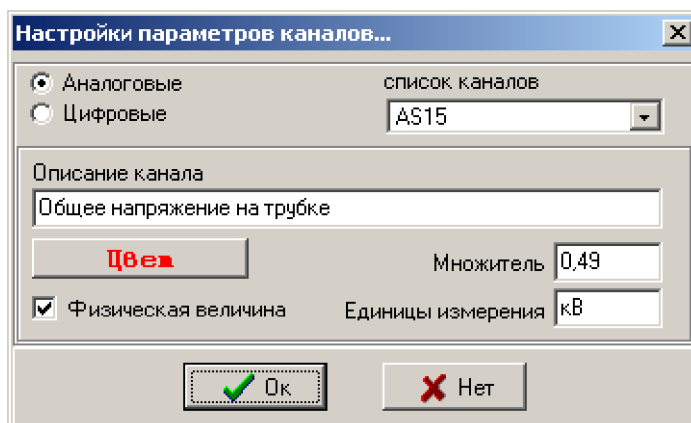 Настройки параметров каналов...
Аналоговые
список каналов
Цифровые
AS15
Описание канала
Общее напряжение на трубке
Цвет
Множитель 0,49
Физическая величина
Единицы измерения кВ
Ок
Нет